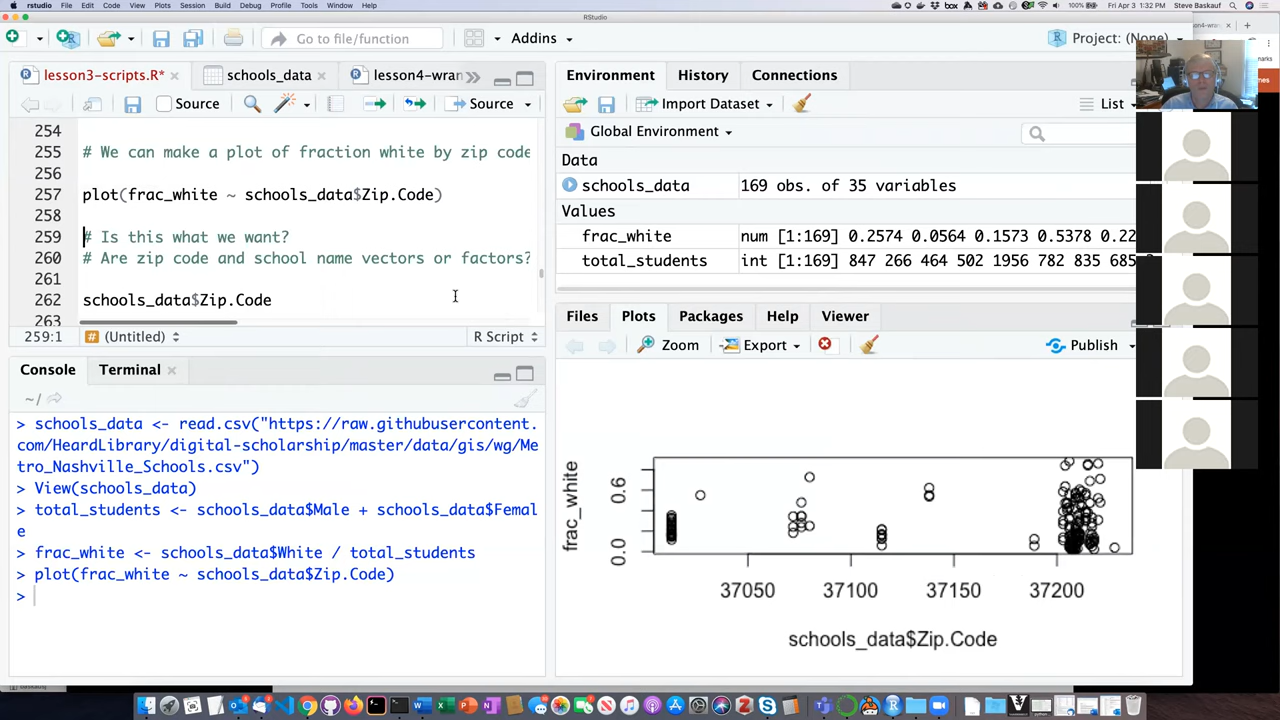 rstudio File Edit Code View Plots Session Build Debug Profile Tools Window Help
box 100% Fri Apr 3 1:32 PM Steve Baskauf
RStudio
Go to file/function Addins Project: (None)
lesson3-scripts.R* schools_data lesson4-wran
Source Source
254
255 # We can make a plot of fraction white by zip code
256
257 plot(frac_white ~ schools_data$Zip.Code)
258
259 # Is this what we want?
260 # Are zip code and school name vectors or factors?
261
262 schools_data$Zip.Code
263
259:1 (Untitled) R Script
Console Terminal
~/
> schools_data <- read.csv("https://raw.githubusercontent.
com/HeardLibrary/digital-scholarship/master/data/gis/wg/Me
tro_Nashville_Schools.csv")
> View(schools_data)
> total_students <- schools_data$Male + schools_data$Femal
e
> frac_white <- schools_data$White / total_students
> plot(frac_white ~ schools_data$Zip.Code)
>
Environment History Connections
Import Dataset List
Global Environment
Data
schools_data 169 obs. of 35 variables
Values
frac_white num [1:169] 0.2574 0.0564 0.1573 0.5378 0.22
total_students int [1:169] 847 266 464 502 1956 782 835 685
Files Plots Packages Help Viewer
Zoom Export Publish
frac_white
0.6
0.0
37050 37100 37150 37200
schools_data$Zip.Code